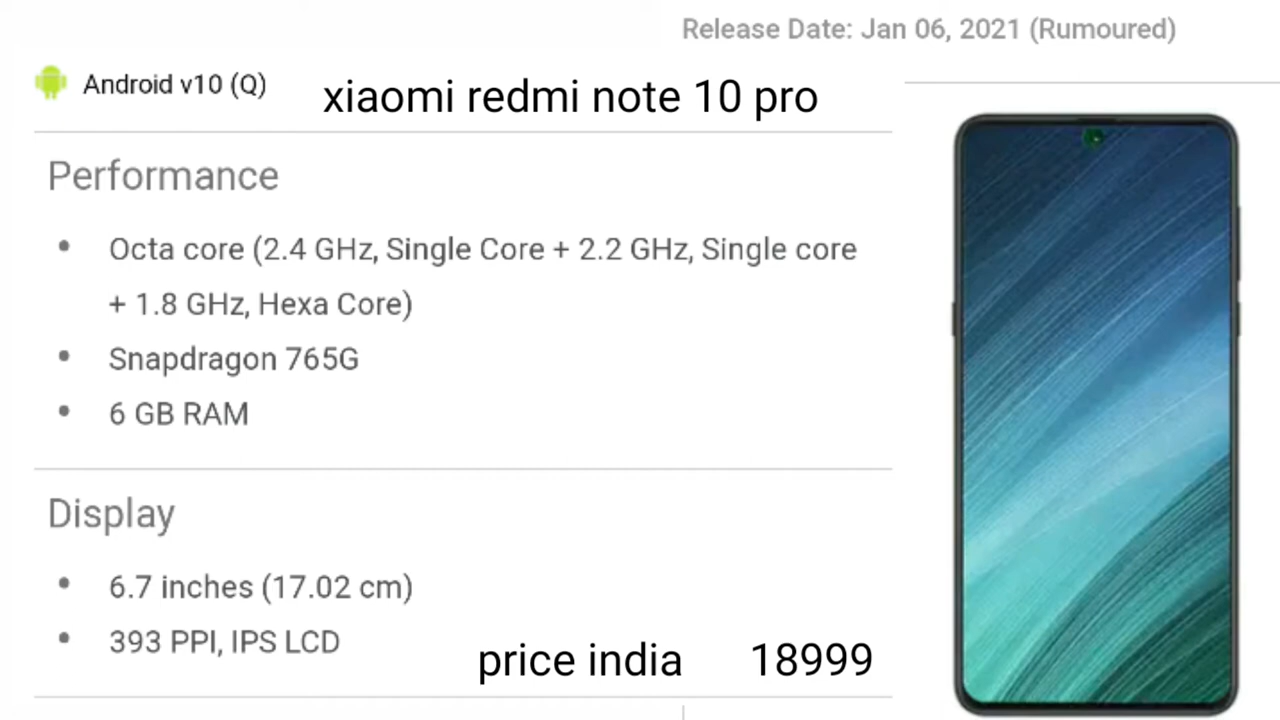 Release Date: Jan 06, 2021 (Rumoured)
Android v10 (Q)
xiaomi redmi note 10 pro
Performance
• Octa core (2.4 GHz, Single Core + 2.2 GHz, Single core
+ 1.8 GHz, Hexa Core)
• Snapdragon 765G
• 6 GB RAM
Display
• 6.7 inches (17.02 cm)
• 393 PPI, IPS LCD
price india 18999